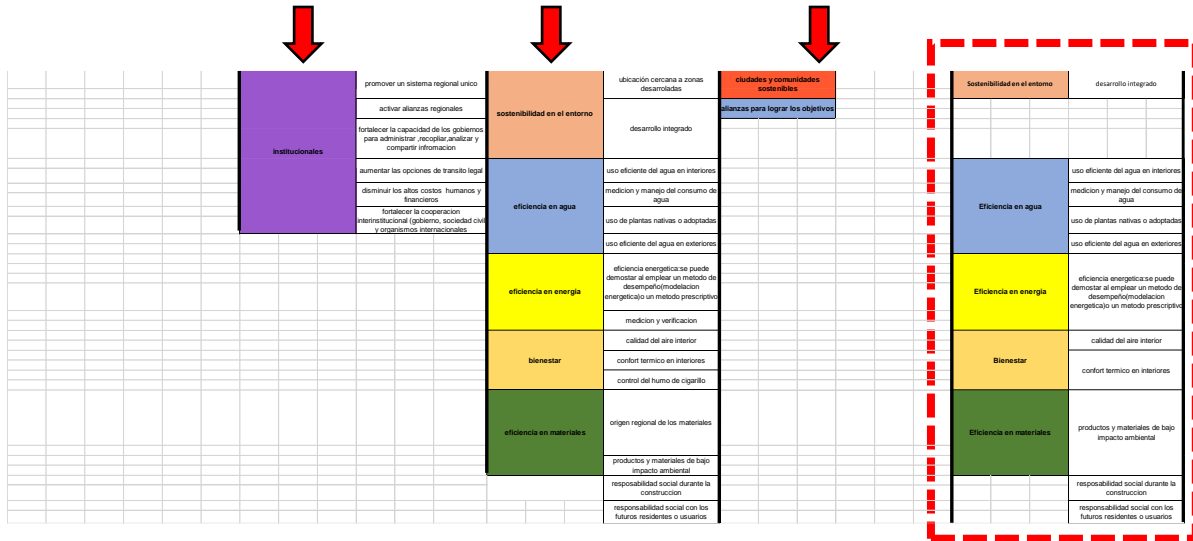 institucionales
promover un sistema regional unico
activar alianzas regionales
fortalecer la capacidad de los gobiernos
para administrar ,recopliar,analizar y
compartir infromacion
aumentar las opciones de transito legal
disminuir los altos costos humanos y
financieros
fortalecer la cooperacion
interinstitucional (gobierno, sociedad civil
y organismos internacionales
sostenibilidad en el entorno
ubicación cercana a zonas
desarroladas
desarrollo integrado
eficiencia en agua
uso eficiente del agua en interiores
medicion y manejo del consumo de
agua
uso de plantas nativas o adoptadas
uso eficiente del agua en exteriores
eficiencia en energia
eficiencia energetica:se puede
demostar al emplear un metodo de
desempeño(modelacion
energetica)o un metodo prescriptivo
medicion y verificacion
bienestar
calidad del aire interior
confort termico en interiores
control del humo de cigarillo
eficiencia en materiales
origen regional de los materiales
productos y materiales de bajo
impacto ambiental
resposabilidad social durante la
construccion
responsabilidad social con los
futuros residentes o usuarios
ciudades y comunidades
sostenibles
alianzas para lograr los objetivos
Sostenibilidad en el entorno
desarrollo integrado
Eficiencia en agua
uso eficiente del agua en interiores
medicion y manejo del consumo de
agua
uso de plantas nativas o adoptadas
uso eficiente del agua en exteriores
Eficiencia en energia
eficiencia energetica:se puede
demostar al emplear un metodo de
desempeño(modelacion
energetica)o un metodo prescriptivo
Bienestar
calidad del aire interior
confort termico en interiores
Eficiencia en materiales
productos y materiales de bajo
impacto ambiental
resposabilidad social durante la
construccion
responsabilidad social con los
futuros residentes o usuarios